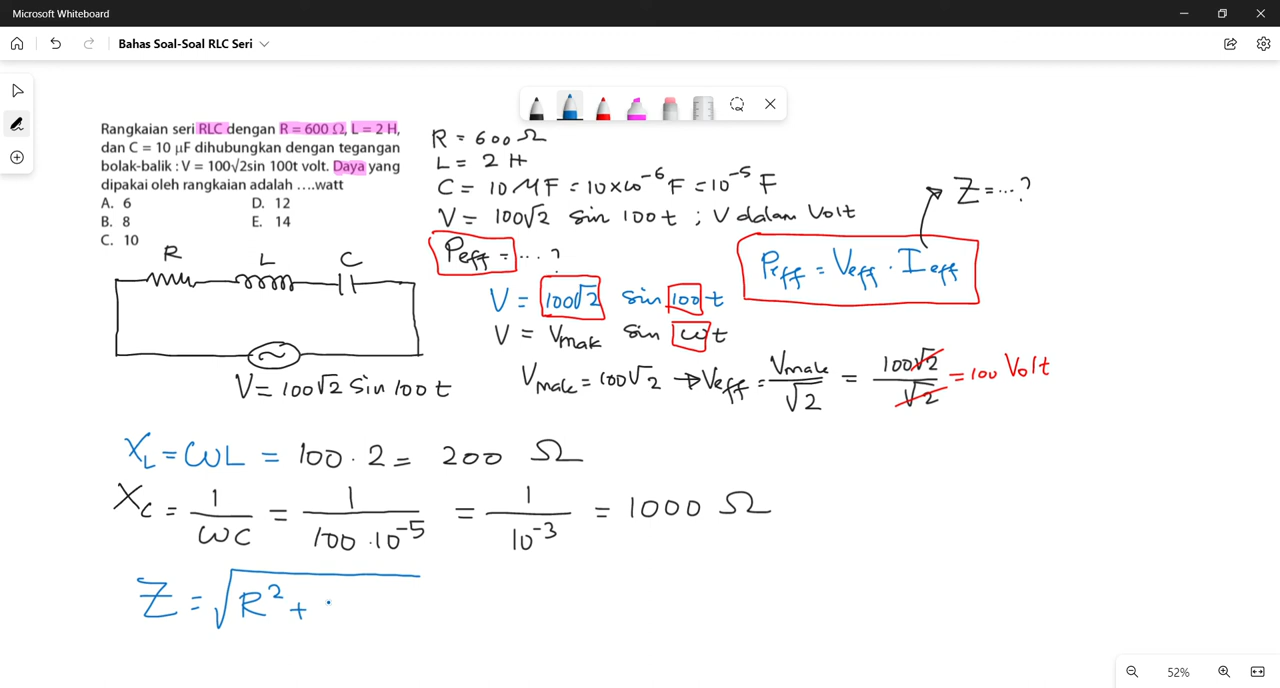 Microsoft Whiteboard
Bahas Soal-Soal RLC Seri
Rangkaian seri RLC dengan R = 600 Ω, L = 2 H,
dan C = 10 μF dihubungkan dengan tegangan
bolak-balik : V = 100√2sin 100t volt. Daya yang
dipakai oleh rangkaian adalah ....watt
A. 6 D. 12
B. 8 E. 14
C. 10
R L C
V = 100√2 Sin 100t
R = 600 Ω
L = 2 H
C = 10 MF = 10×10⁻⁶ F = 10⁻⁵ F
V = 100√2 sin 100t ; V dalam Volt
Peff = ... ?
Z = ... ?
Peff = Veff . Ieff
V = 100√2 sin 100 t
V = Vmak sin ωt
Vmak = 100√2 → Veff = Vmak/√2 = 100√2/√2 = 100 Volt
XL = ωL = 100 . 2 = 200 Ω
XC = 1/ωC = 1/100 . 10⁻⁵ = 1/10⁻³ = 1000 Ω
Z = √R² +
52%